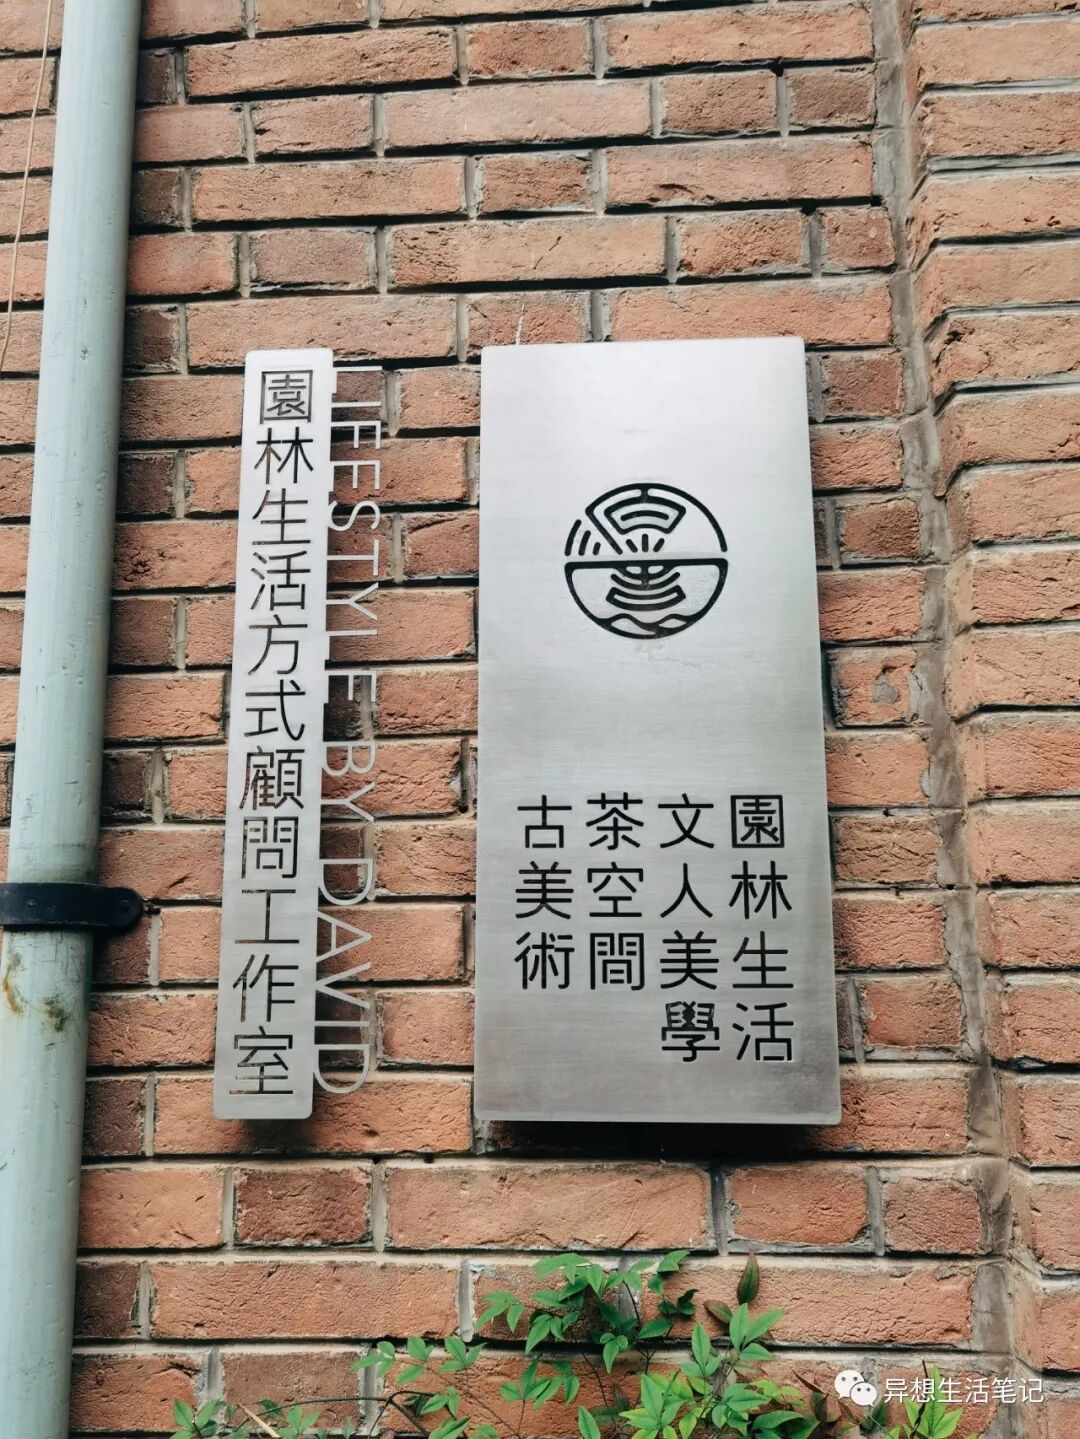 園林生活方式顧問工作室
LIFESTYLE BY DAVID
園林生活
文人美學
茶空間
古美術
异想生活笔记